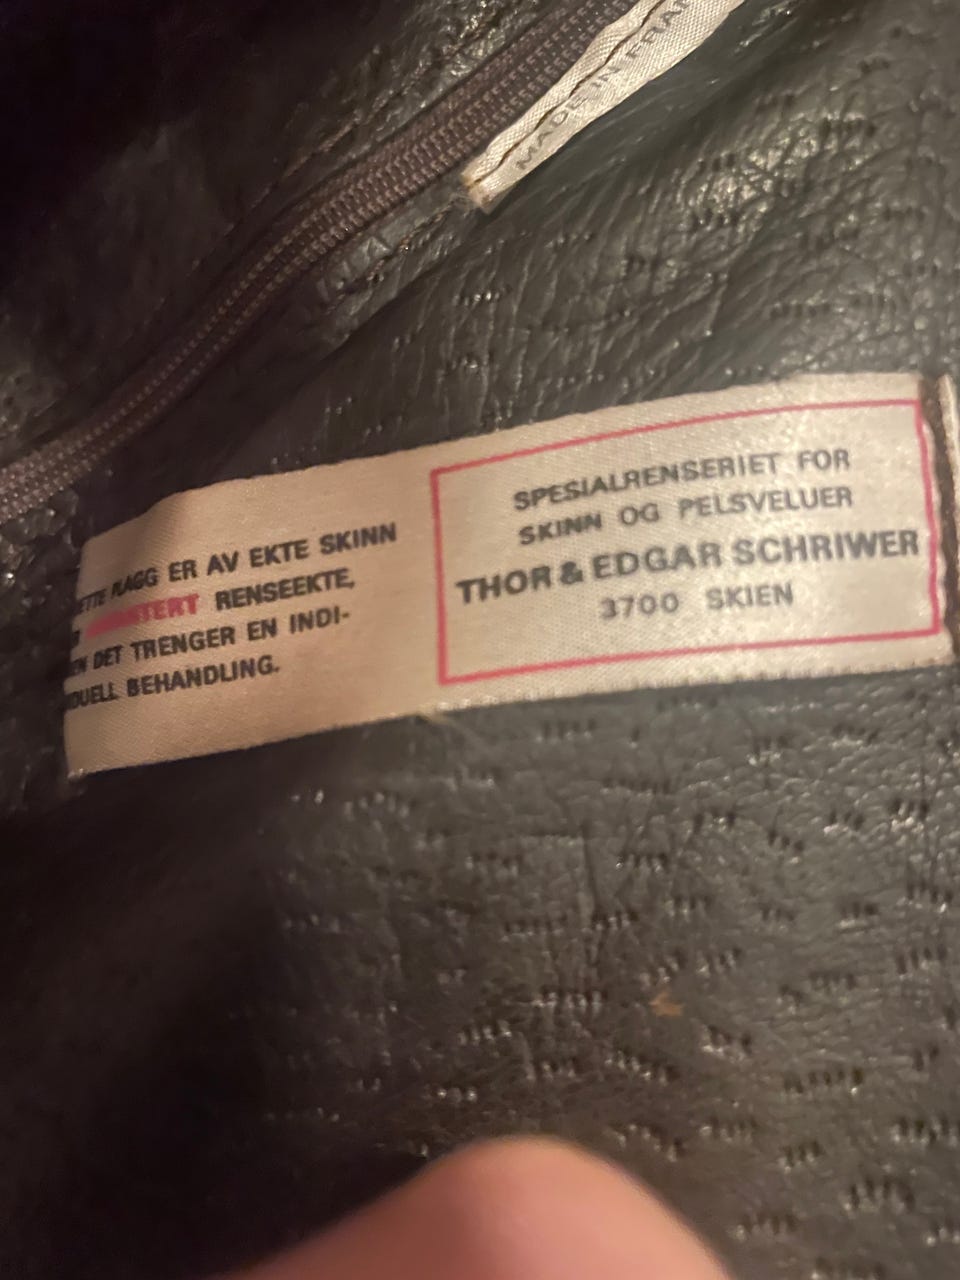 MADE IN FRAN
ETTE PLAGG ER AV EKTE SKINN
RENSEEKTE,
EN DET TRENGER EN INDI-
DUELL BEHANDLING.
SPESIALRENSERIET FOR
SKINN OG PELSVELUER
THOR & EDGAR SCHRIWER
3700 SKIEN